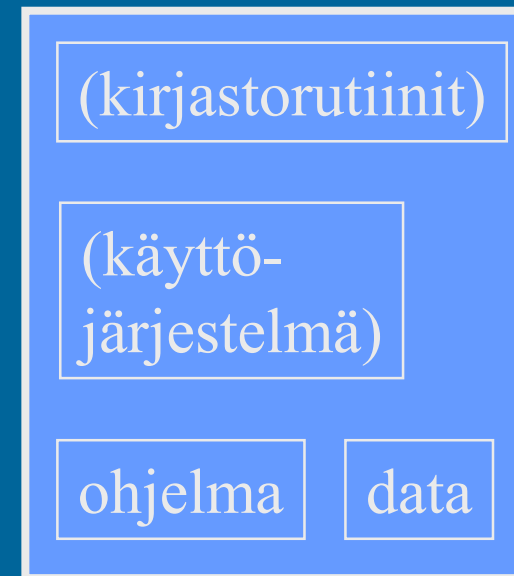 (kirjastorutiinit)
(käyttö-
järjestelmä)
ohjelma
data